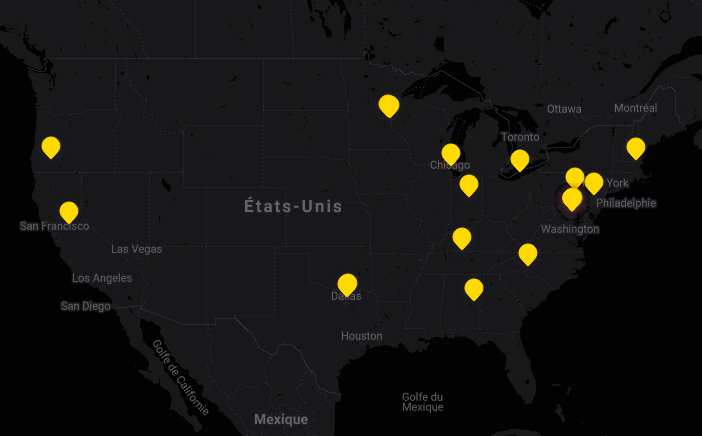 Ottawa
Montréal
Toronto
Chicago
York
États-Unis
Philadelphie
San Francisco
Washington
Las Vegas
Los Angeles
Dallas
San Diego
Houston
Golfe de Californie
Golfe du
Mexique
Mexique